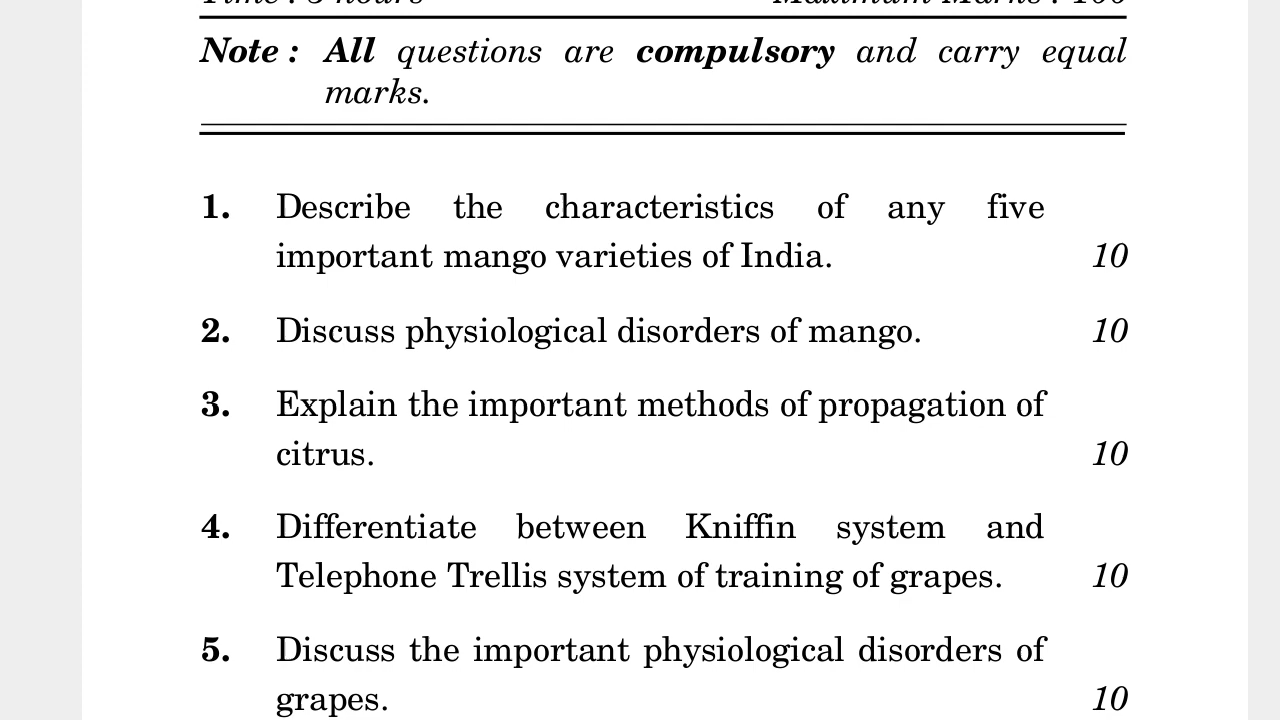 Note : All questions are compulsory and carry equal
marks.
1. Describe the characteristics of any five
important mango varieties of India. 10
2. Discuss physiological disorders of mango. 10
3. Explain the important methods of propagation of
citrus. 10
4. Differentiate between Kniffin system and
Telephone Trellis system of training of grapes. 10
5. Discuss the important physiological disorders of
grapes. 10